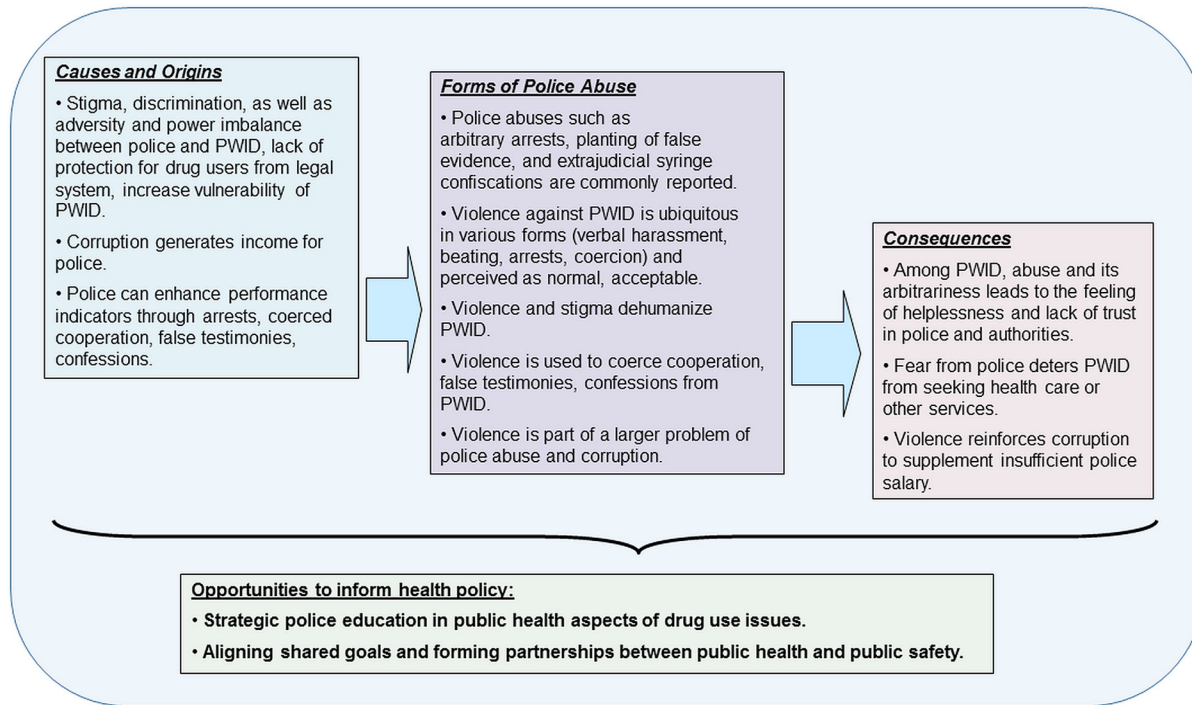 Causes and Origins
• Stigma, discrimination, as well as
adversity and power imbalance
between police and PWID, lack of
protection for drug users from legal
system, increase vulnerability of
PWID.
• Corruption generates income for
police.
• Police can enhance performance
indicators through arrests, coerced
cooperation, false testimonies,
confessions.
Forms of Police Abuse
• Police abuses such as
arbitrary arrests, planting of false
evidence, and extrajudicial syringe
confiscations are commonly reported.
• Violence against PWID is ubiquitous
in various forms (verbal harassment,
beating, arrests, coercion) and
perceived as normal, acceptable.
• Violence and stigma dehumanize
PWID.
• Violence is used to coerce cooperation,
false testimonies, confessions from
PWID.
• Violence is part of a larger problem of
police abuse and corruption.
Consequences
• Among PWID, abuse and its
arbitrariness leads to the feeling
of helplessness and lack of trust
in police and authorities.
• Fear from police deters PWID
from seeking health care or
other services.
• Violence reinforces corruption
to supplement insufficient police
salary.
Opportunities to inform health policy:
• Strategic police education in public health aspects of drug use issues.
• Aligning shared goals and forming partnerships between public health and public safety.